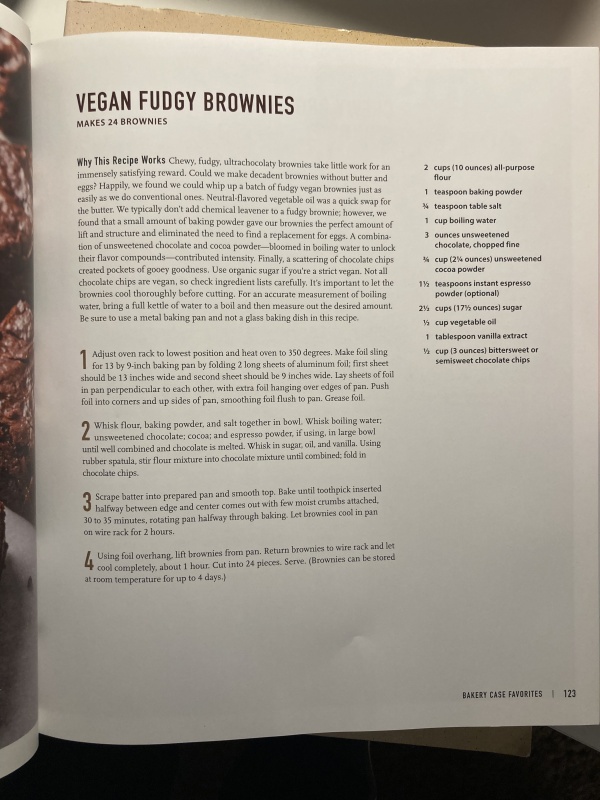 VEGAN FUDGY BROWNIES
MAKES 24 BROWNIES
Why This Recipe Works Chewy, fudgy, ultrachocolaty brownies take little work for an
immensely satisfying reward. Could we make decadent brownies without butter and
eggs? Happily, we found we could whip up a batch of fudgy vegan brownies just as
easily as we do conventional ones. Neutral-flavored vegetable oil was a quick swap for
the butter. We typically don't add chemical leavener to a fudgy brownie; however, we
found that a small amount of baking powder gave our brownies the perfect amount of
lift and structure and eliminated the need to find a replacement for eggs. A combina-
tion of unsweetened chocolate and cocoa powder—bloomed in boiling water to unlock
their flavor compounds—contributed intensity. Finally, a scattering of chocolate chips
created pockets of gooey goodness. Use organic sugar if you're a strict vegan. Not all
chocolate chips are vegan, so check ingredient lists carefully. It's important to let the
brownies cool thoroughly before cutting. For an accurate measurement of boiling
water, bring a full kettle of water to a boil and then measure out the desired amount.
Be sure to use a metal baking pan and not a glass baking dish in this recipe.
1 Adjust oven rack to lowest position and heat oven to 350 degrees. Make foil sling
for 13 by 9-inch baking pan by folding 2 long sheets of aluminum foil; first sheet
should be 13 inches wide and second sheet should be 9 inches wide. Lay sheets of foil
in pan perpendicular to each other, with extra foil hanging over edges of pan. Push
foil into corners and up sides of pan, smoothing foil flush to pan. Grease foil.
2 Whisk flour, baking powder, and salt together in bowl. Whisk boiling water;
unsweetened chocolate; cocoa; and espresso powder, if using, in large bowl
until well combined and chocolate is melted. Whisk in sugar, oil, and vanilla. Using
rubber spatula, stir flour mixture into chocolate mixture until combined; fold in
chocolate chips.
3 Scrape batter into prepared pan and smooth top. Bake until toothpick inserted
halfway between edge and center comes out with few moist crumbs attached,
30 to 35 minutes, rotating pan halfway through baking. Let brownies cool in pan
on wire rack for 2 hours.
4 Using foil overhang, lift brownies from pan. Return brownies to wire rack and let
cool completely, about 1 hour. Cut into 24 pieces. Serve. (Brownies can be stored
at room temperature for up to 4 days.)
2 cups (10 ounces) all-purpose
flour
1 teaspoon baking powder
¾ teaspoon table salt
1 cup boiling water
3 ounces unsweetened
chocolate, chopped fine
¾ cup (2¼ ounces) unsweetened
cocoa powder
1½ teaspoons instant espresso
powder (optional)
2½ cups (17½ ounces) sugar
½ cup vegetable oil
1 tablespoon vanilla extract
½ cup (3 ounces) bittersweet or
semisweet chocolate chips
BAKERY CASE FAVORITES | 123